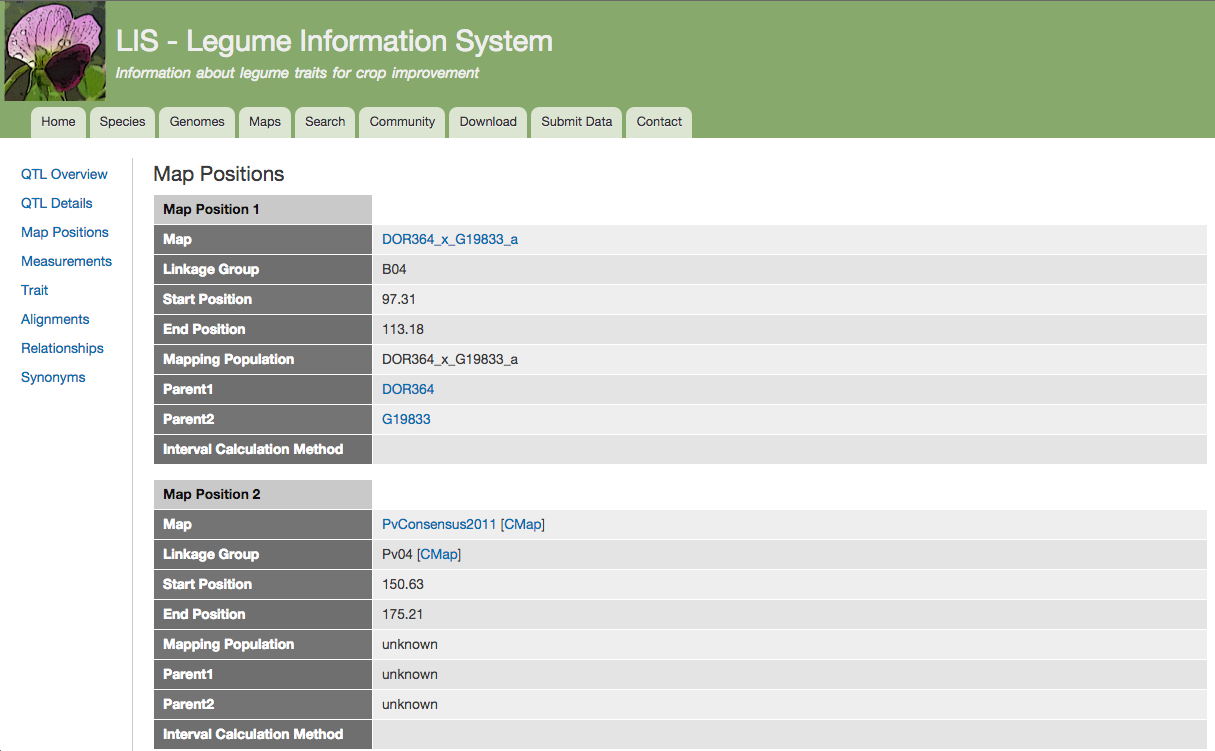 LIS - Legume Information System
Information about legume traits for crop improvement
Home Species Genomes Maps Search Community Download Submit Data Contact
QTL Overview
QTL Details
Map Positions
Measurements
Trait
Alignments
Relationships
Synonyms
Map Positions
Map Position 1
Map DOR364_x_G19833_a
Linkage Group B04
Start Position 97.31
End Position 113.18
Mapping Population DOR364_x_G19833_a
Parent1 DOR364
Parent2 G19833
Interval Calculation Method
Map Position 2
Map PvConsensus2011 [CMap]
Linkage Group Pv04 [CMap]
Start Position 150.63
End Position 175.21
Mapping Population unknown
Parent1 unknown
Parent2 unknown
Interval Calculation Method